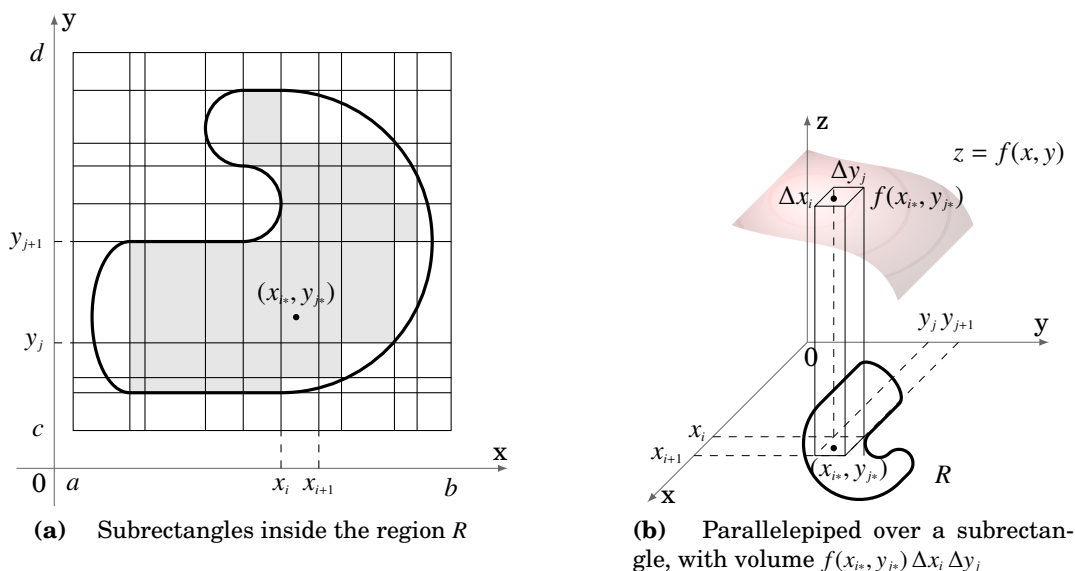 y
d
y_{j+1}
(x_{i*}, y_{j*})
y_j
c
x
0 a x_i x_{i+1} b
(a) Subrectangles inside the region R
z
z = f(x, y)
Δy_j
Δx_i f(x_{i*}, y_{j*})
y_j y_{j+1}
y
0
x_i
x_{i+1}
(x_{i*}, y_{j*})
R
x
(b) Parallelepiped over a subrectan-
gle, with volume f(x_{i*}, y_{j*}) Δx_i Δy_j